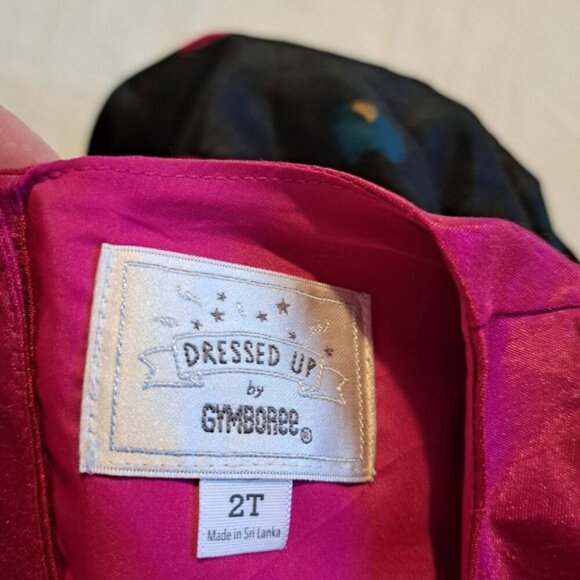 DRESSED UP
by
GYMBOREE®
2T
Made in Sri Lanka